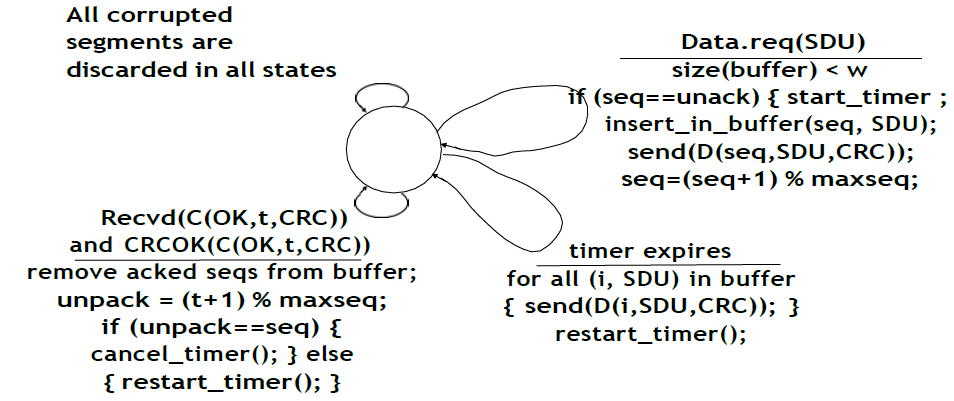 All corrupted
segments are
discarded in all states
Data.req(SDU)
size(buffer) < w
if (seq==unack) { start_timer ;
insert_in_buffer(seq, SDU);
send(D(seq,SDU,CRC));
seq=(seq+1) % maxseq;
Recvd(C(OK,t,CRC))
and CRCOK(C(OK,t,CRC))
remove acked seqs from buffer;
unpack = (t+1) % maxseq;
if (unpack==seq) {
cancel_timer(); } else
{ restart_timer(); }
timer expires
for all (i, SDU) in buffer
{ send(D(i,SDU,CRC)); }
restart_timer();